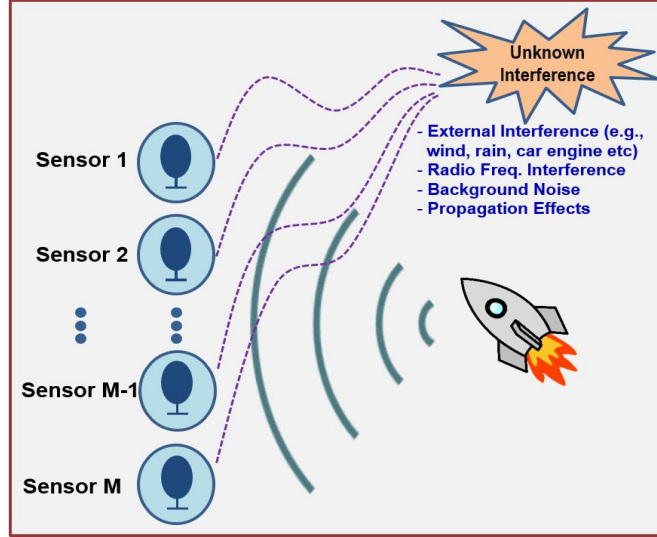 Unknown
Interference
- External Interference (e.g.,
wind, rain, car engine etc)
- Radio Freq. Interference
- Background Noise
- Propagation Effects
Sensor 1
Sensor 2
Sensor M-1
Sensor M